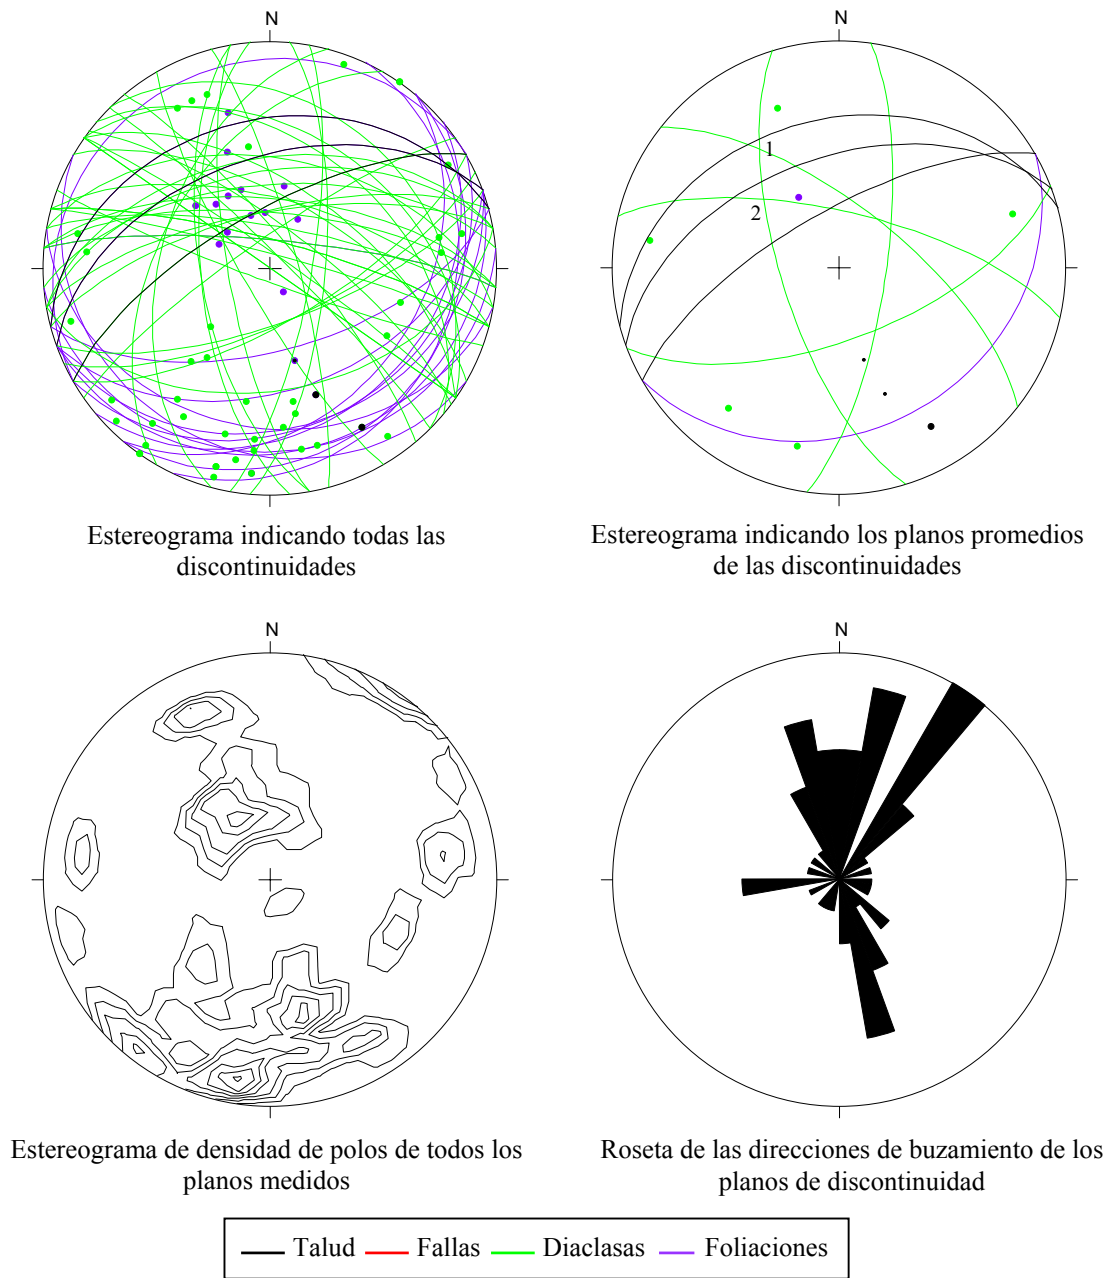 N
N
1
2
Estereograma indicando todas las
discontinuidades
Estereograma indicando los planos promedios
de las discontinuidades
N
N
Estereograma de densidad de polos de todos los
planos medidos
Roseta de las direcciones de buzamiento de los
planos de discontinuidad
Talud Fallas Diaclasas Foliaciones